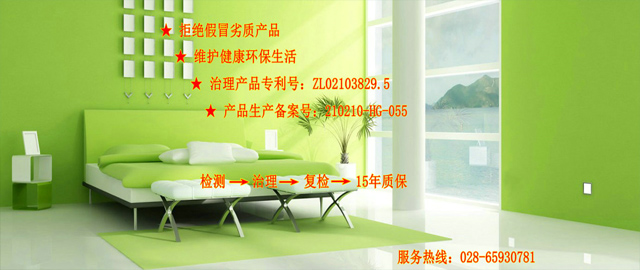 ★ 拒绝假冒劣质产品
★ 维护健康环保生活
★ 治理产品专利号：ZL02103829.5
★ 产品生产备案号：Z10210-HG-055
检测 → 治理 → 复检 → 15年质保
服务热线：028-65930781